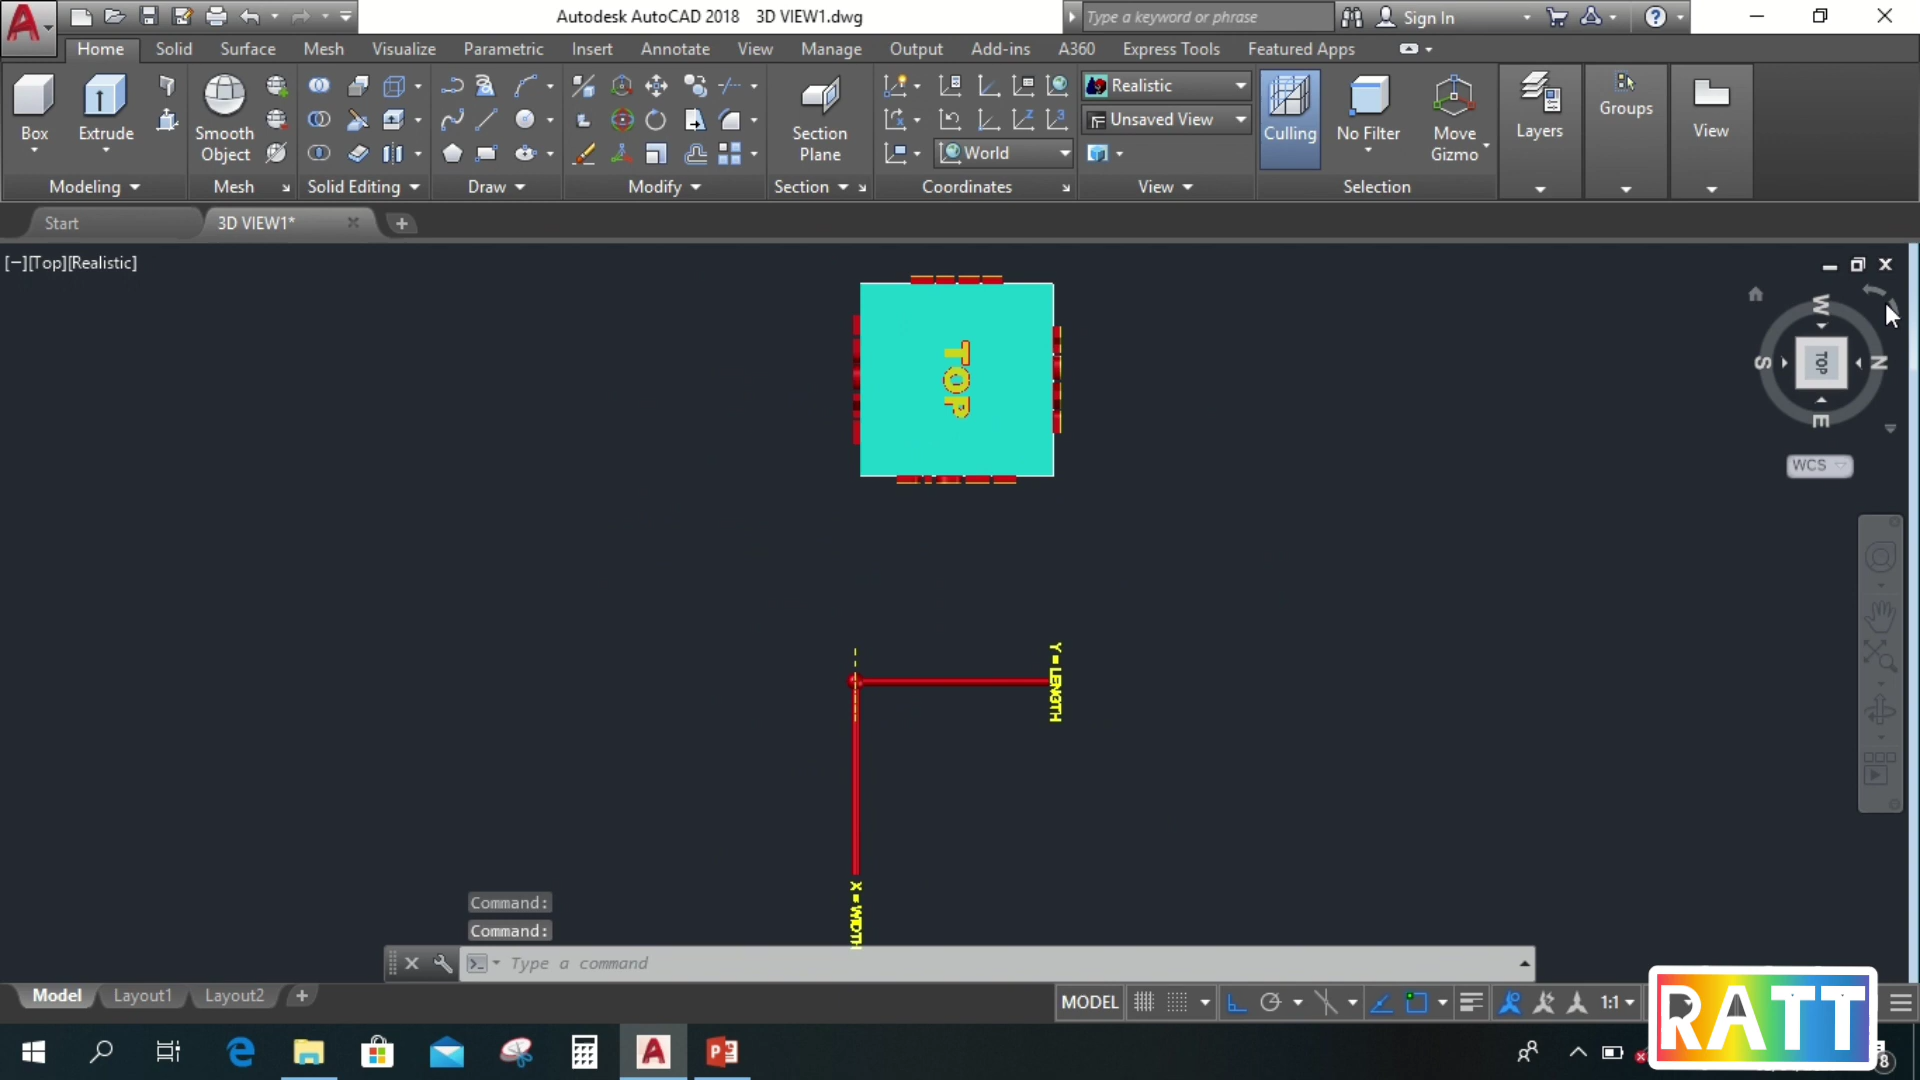 Autodesk AutoCAD 2018 3D VIEW1.dwg
Type a keyword or phrase
Sign In
Home Solid Surface Mesh Visualize Parametric Insert Annotate View Manage Output Add-ins A360 Express Tools Featured Apps
Box
Extrude
Smooth
Object
Section
Plane
Realistic
Unsaved View
World
Culling
No Filter
Move
Gizmo
Layers
Groups
View
Modeling Mesh Solid Editing Draw Modify Section Coordinates View Selection
Start
3D VIEW1*
[−][Top][Realistic]
TOP
W
S
TOP
N
E
WCS
Y = LENGTH
X = WIDTH
Command:
Command:
Type a command
Model Layout1 Layout2
MODEL
1:1
RATT
8